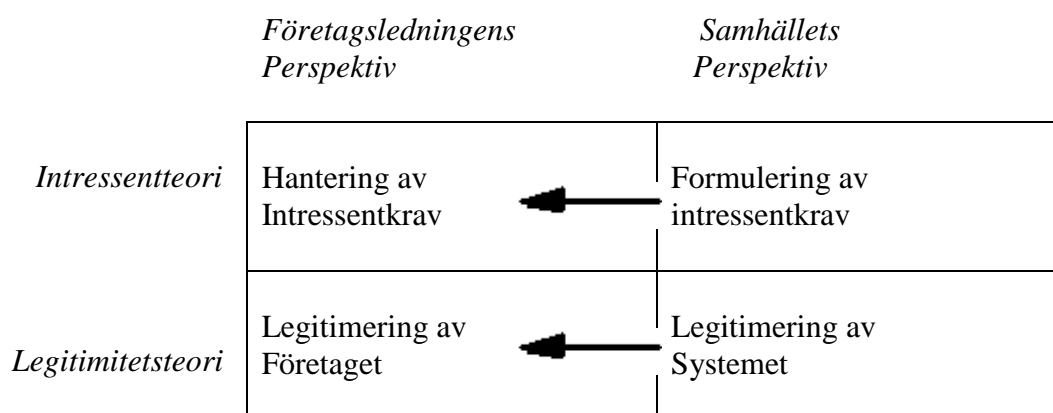 Företagsledningens Samhällets
Perspektiv Perspektiv
Intressentteori Hantering av Formulering av
Intressentkrav intressentkrav
Legitimering av Legitimering av
Legitimitetsteori Företaget Systemet